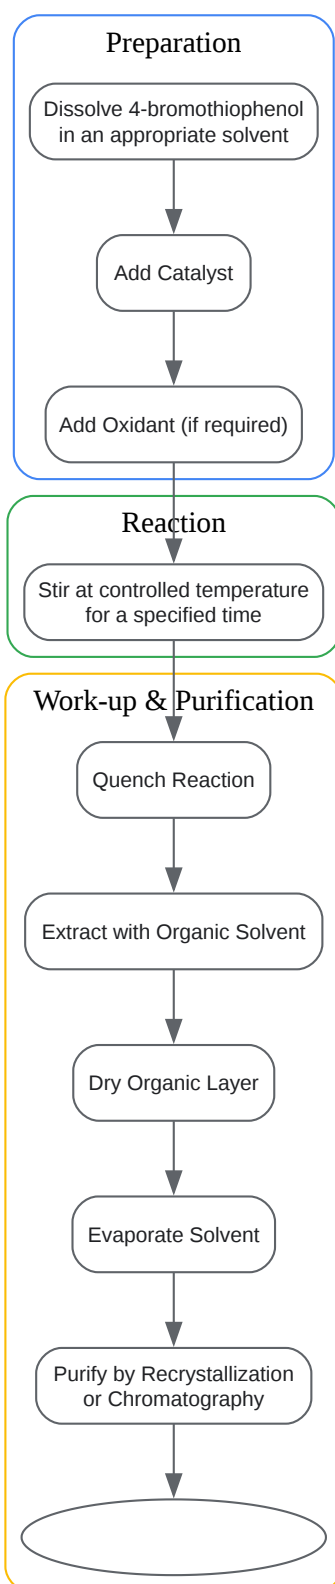 Preparation
Dissolve 4-bromothiophenol
in an appropriate solvent
Add Catalyst
Add Oxidant (if required)
Reaction
Stir at controlled temperature
for a specified time
Work-up & Purification
Quench Reaction
Extract with Organic Solvent
Dry Organic Layer
Evaporate Solvent
Purify by Recrystallization
or Chromatography